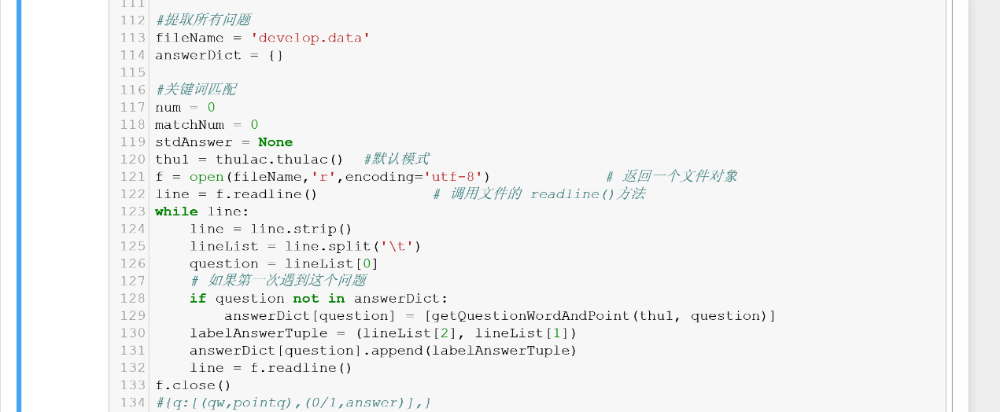 111
112 #提取所有问题
113 fileName = 'develop.data'
114 answerDict = {}
115
116 #关键词匹配
117 num = 0
118 matchNum = 0
119 stdAnswer = None
120 thu1 = thulac.thulac()  #默认模式
121 f = open(fileName,'r',encoding='utf-8')             # 返回一个文件对象
122 line = f.readline()             # 调用文件的 readline()方法
123 while line:
124     line = line.strip()
125     lineList = line.split('\t')
126     question = lineList[0]
127     # 如果第一次遇到这个问题
128     if question not in answerDict:
129         answerDict[question] = [getQuestionWordAndPoint(thu1, question)]
130     labelAnswerTuple = (lineList[2], lineList[1])
131     answerDict[question].append(labelAnswerTuple)
132     line = f.readline()
133 f.close()
134 #{q:[(qw,pointq),(0/1,answer)],}